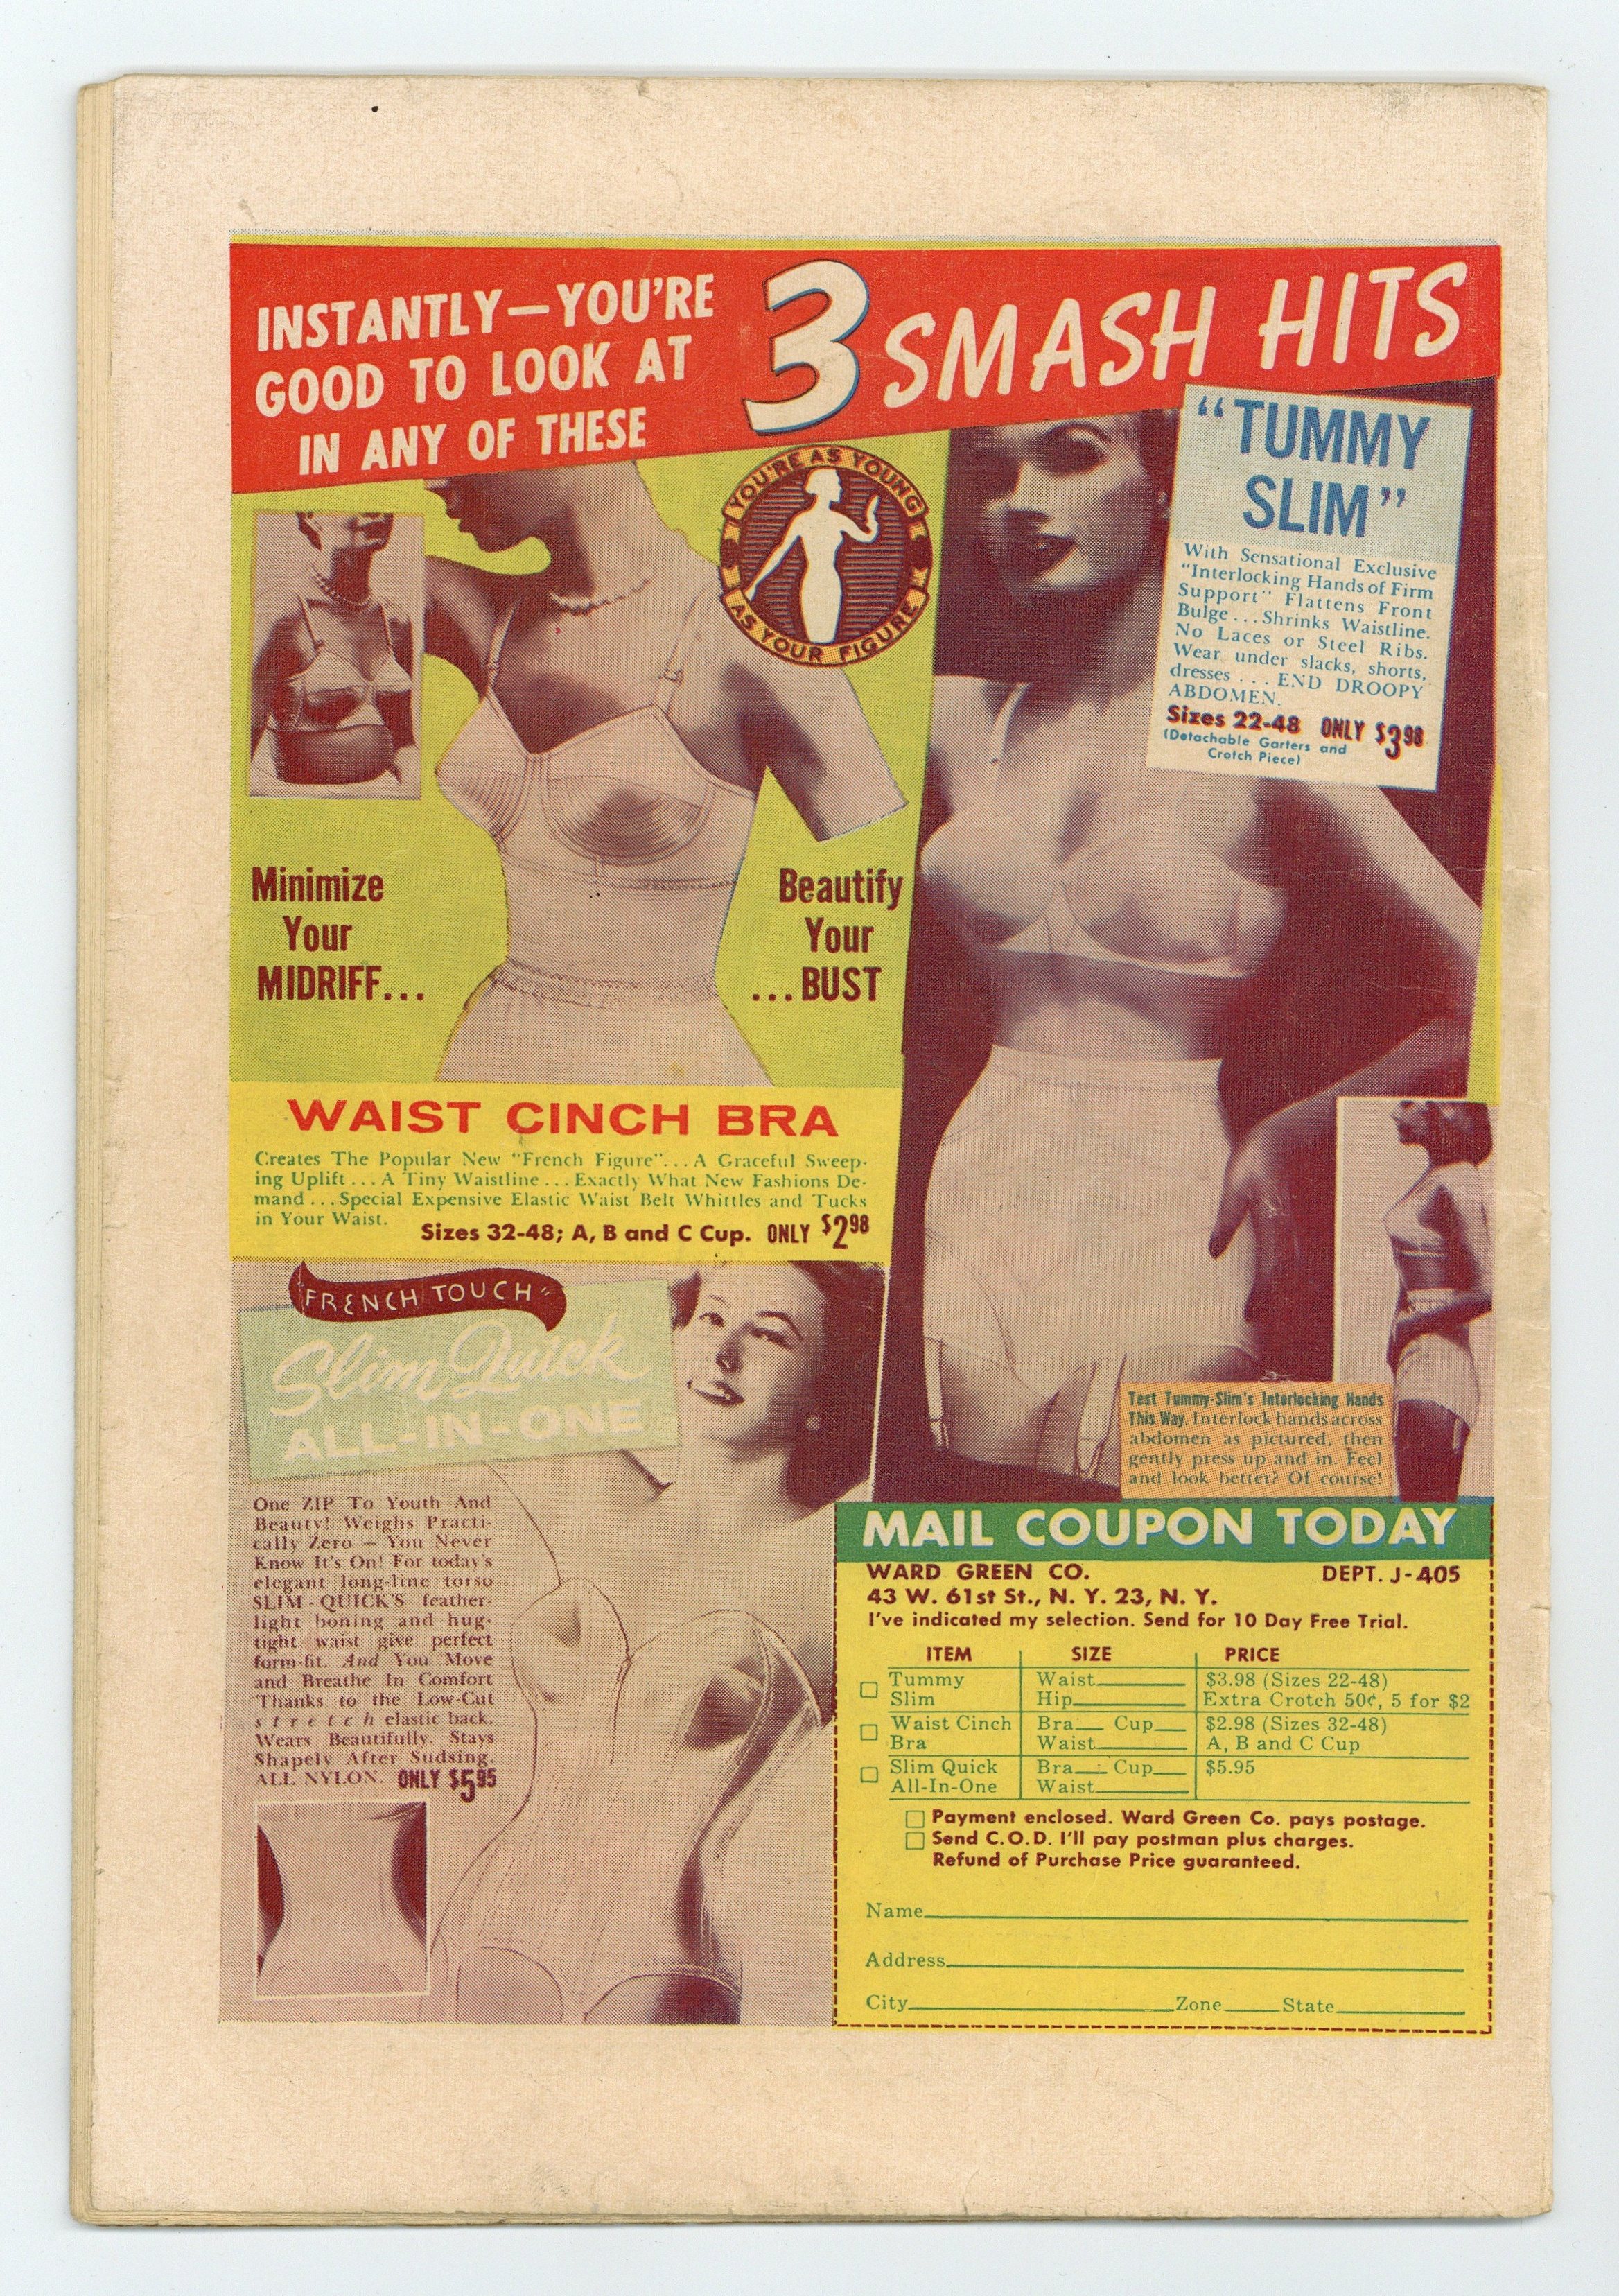 INSTANTLY—YOU'RE
GOOD TO LOOK AT
IN ANY OF THESE
3 SMASH HITS
YOU'RE AS YOUNG
AS YOUR FIGURE
"TUMMY
SLIM"
With Sensational Exclusive
"Interlocking Hands of Firm
Support" Flattens Front
Bulge...Shrinks Waistline.
No Laces or Steel Ribs.
Wear under slacks, shorts,
dresses ... END DROOPY
ABDOMEN.
Sizes 22-48 ONLY $3.98
(Detachable Garters and
Crotch Piece)
Minimize
Your
MIDRIFF...
Beautify
Your
...BUST
WAIST CINCH BRA
Creates The Popular New "French Figure"...A Graceful Sweep-
ing Uplift...A Tiny Waistline...Exactly What New Fashions De-
mand...Special Expensive Elastic Waist Belt Whittles and Tucks
in Your Waist.
Sizes 32-48; A, B and C Cup. ONLY $2.98
"FRENCH TOUCH"
Slim Quick
ALL-IN-ONE
One ZIP To Youth And
Beauty! Weighs Practi-
cally Zero — You Never
Know It's On! For today's
elegant long-line torso
SLIM-QUICK'S feather-
light boning and hug-
tight waist give perfect
form-fit. And You Move
and Breathe In Comfort
Thanks to the Low-Cut
stretch elastic back.
Wears Beautifully. Stays
Shapely After Sudsing.
ALL NYLON. ONLY $5.95
Test Tummy-Slim's Interlocking Hands
This Way. Interlock hands across
abdomen as pictured, then
gently press up and in. Feel
and look better? Of course!
MAIL COUPON TODAY
WARD GREEN CO. DEPT. J-405
43 W. 61st St., N. Y. 23, N. Y.
I've indicated my selection. Send for 10 Day Free Trial.
ITEM SIZE PRICE
Tummy Waist $3.98 (Sizes 22-48)
Slim Hip Extra Crotch 50¢, 5 for $2
Waist Cinch Bra Cup $2.98 (Sizes 32-48)
Bra Waist A, B and C Cup
Slim Quick Bra Cup $5.95
All-In-One Waist
Payment enclosed. Ward Green Co. pays postage.
Send C.O.D. I'll pay postman plus charges.
Refund of Purchase Price guaranteed.
Name
Address
City Zone State